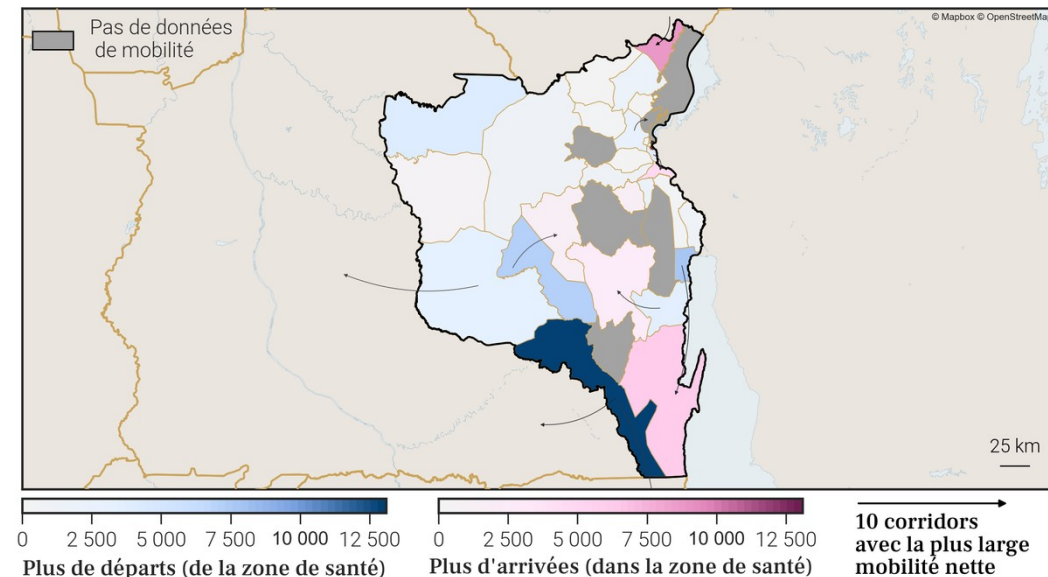 © Mapbox © OpenStreetMap
Pas de données
de mobilité
25 km
0 2 500 5 000 7 500 10 000 12 500
Plus de départs (de la zone de santé)
0 2 500 5 000 7 500 10 000 12 500
Plus d'arrivées (dans la zone de santé)
10 corridors
avec la plus large
mobilité nette